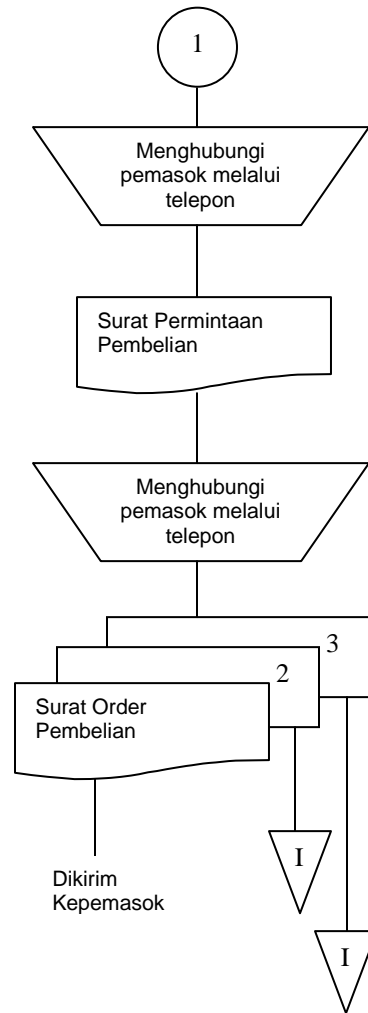 1
Menghubungi
pemasok melalui
telepon
Surat Permintaan
Pembelian
Menghubungi
pemasok melalui
telepon
3
2
Surat Order
Pembelian
I
Dikirim
Kepemasok
I